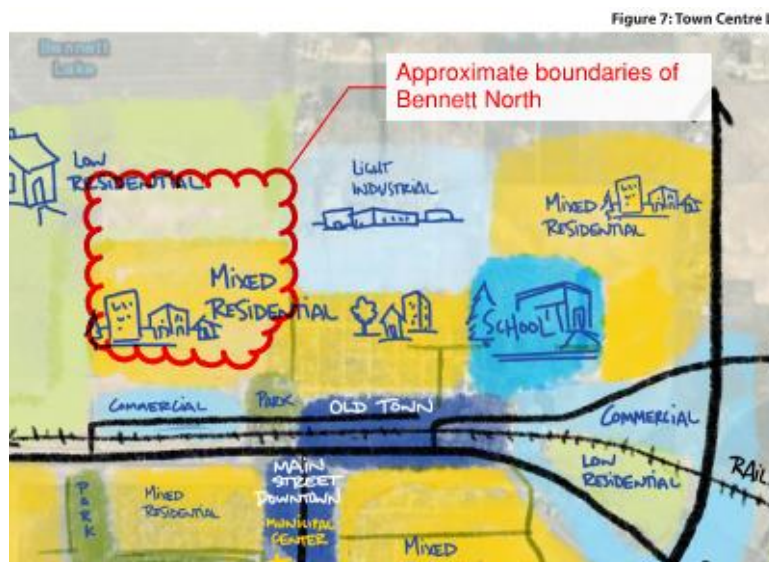 Figure 7: Town Centre
Bennett
Lake
Approximate boundaries of
Bennett North
LOW
RESIDENTIAL
LIGHT
INDUSTRIAL
MIXED
RESIDENTIAL
MIXED
RESIDENTIAL
SCHOOL
COMMERCIAL
PARK
OLD TOWN
COMMERCIAL
LOW
RESIDENTIAL
RAIL
MAIN
STREET
DOWNTOWN
PARK
MIXED
RESIDENTIAL
MUNICIPAL
CENTER
MIXED